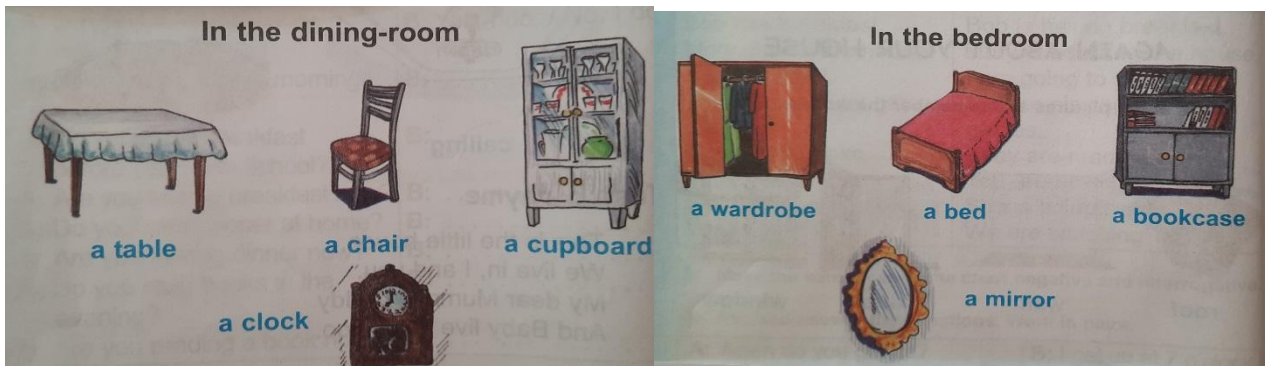 In the dining-room
a table
a chair
a cupboard
a clock
In the bedroom
a wardrobe
a bed
a bookcase
a mirror